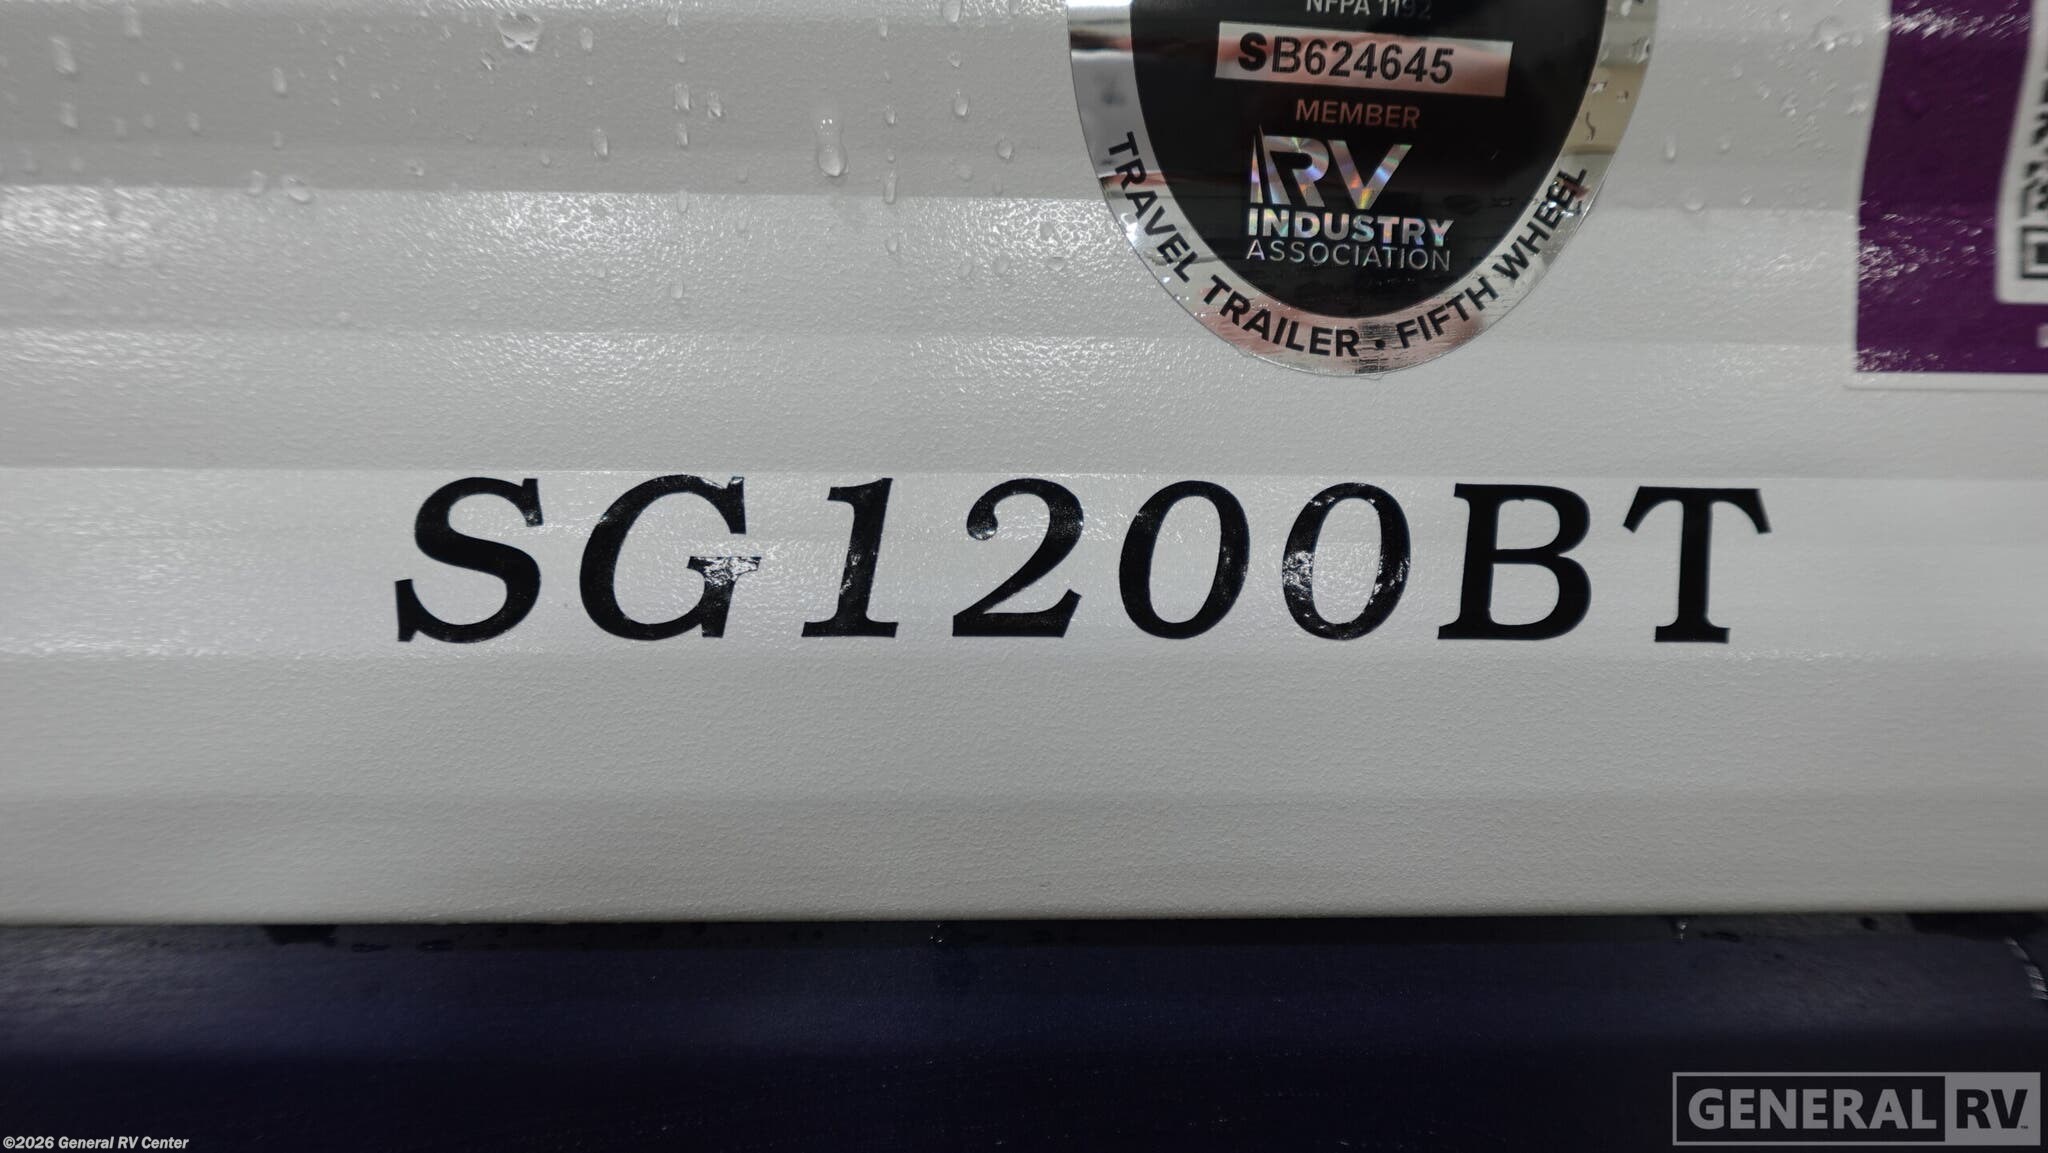 NFPA 1192
SB624645
MEMBER
RV
INDUSTRY
ASSOCIATION
TRAVEL TRAILER • FIFTH WHEEL
SG1200BT
GENERAL RV
©2026 General RV Center